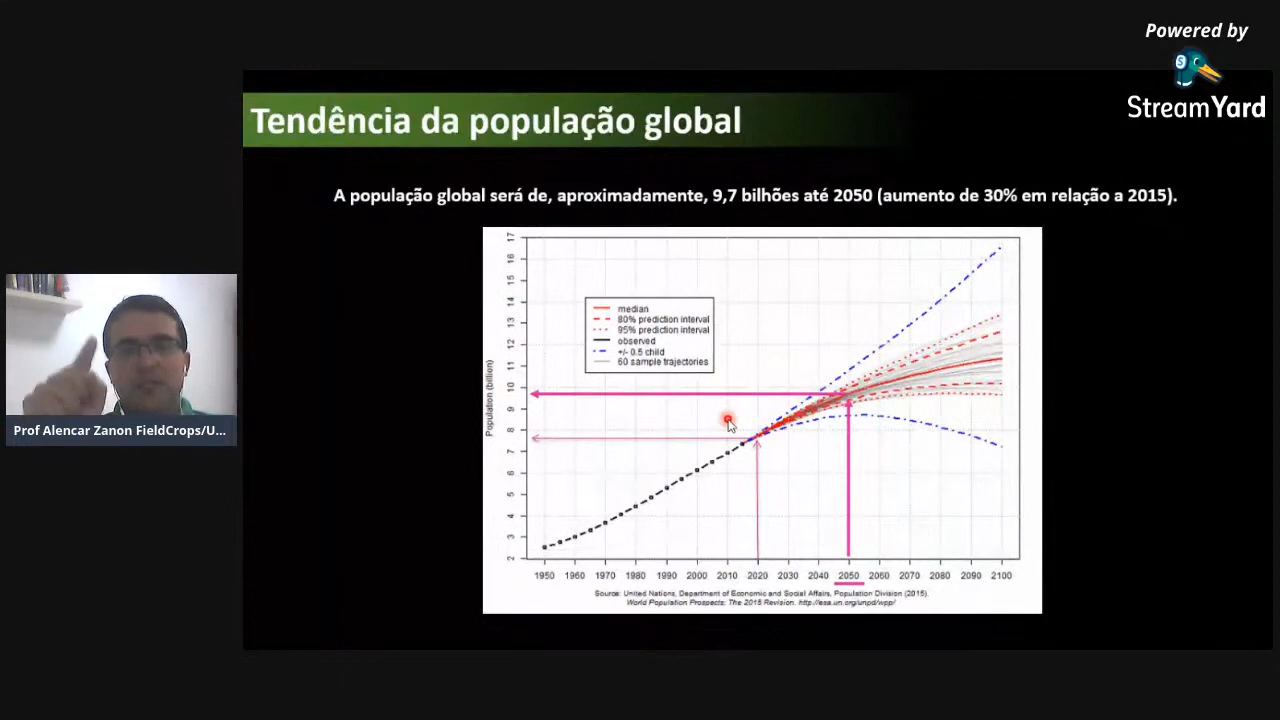 Powered by
StreamYard
Tendência da população global
A população global será de, aproximadamente, 9,7 bilhões até 2050 (aumento de 30% em relação a 2015).
17
16
15
14
13
12
11
10
9
8
7
6
5
4
3
2
Population (billion)
median
80% prediction interval
95% prediction interval
observed
+/- 0.5 child
60 sample trajectories
1950 1960 1970 1980 1990 2000 2010 2020 2030 2040 2050 2060 2070 2080 2090 2100
Source: United Nations, Department of Economic and Social Affairs, Population Division (2015).
World Population Prospects: The 2015 Revision. http://esa.un.org/unpd/wpp/
Prof Alencar Zanon FieldCrops/U...